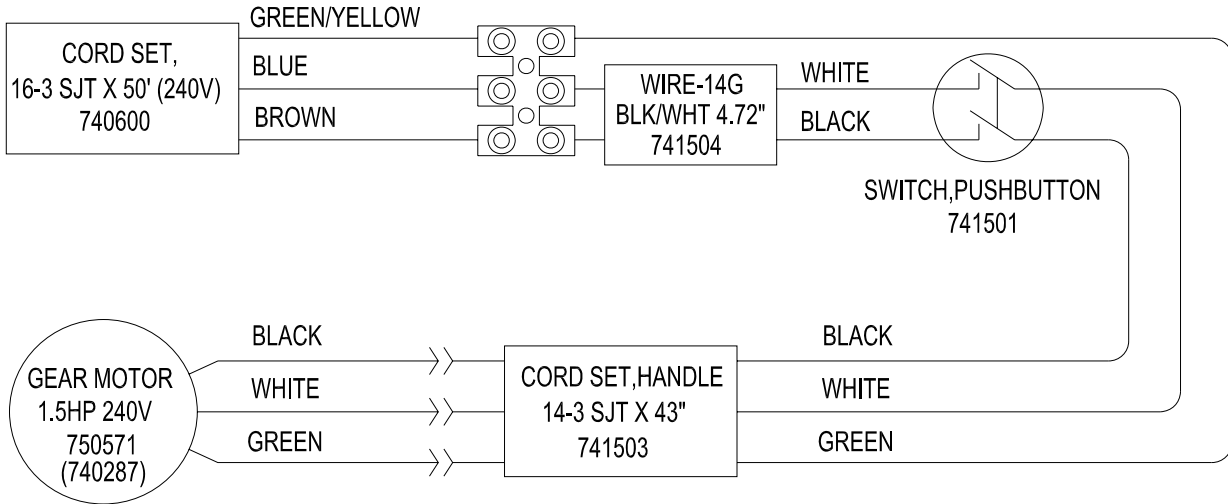 GREEN/YELLOW
CORD SET,
16-3 SJT X 50' (240V)
740600
BLUE
BROWN
WIRE-14G
BLK/WHT 4.72"
741504
WHITE
BLACK
SWITCH,PUSHBUTTON
741501
GEAR MOTOR
1.5HP 240V
750571
(740287)
BLACK
WHITE
GREEN
CORD SET,HANDLE
14-3 SJT X 43"
741503
BLACK
WHITE
GREEN